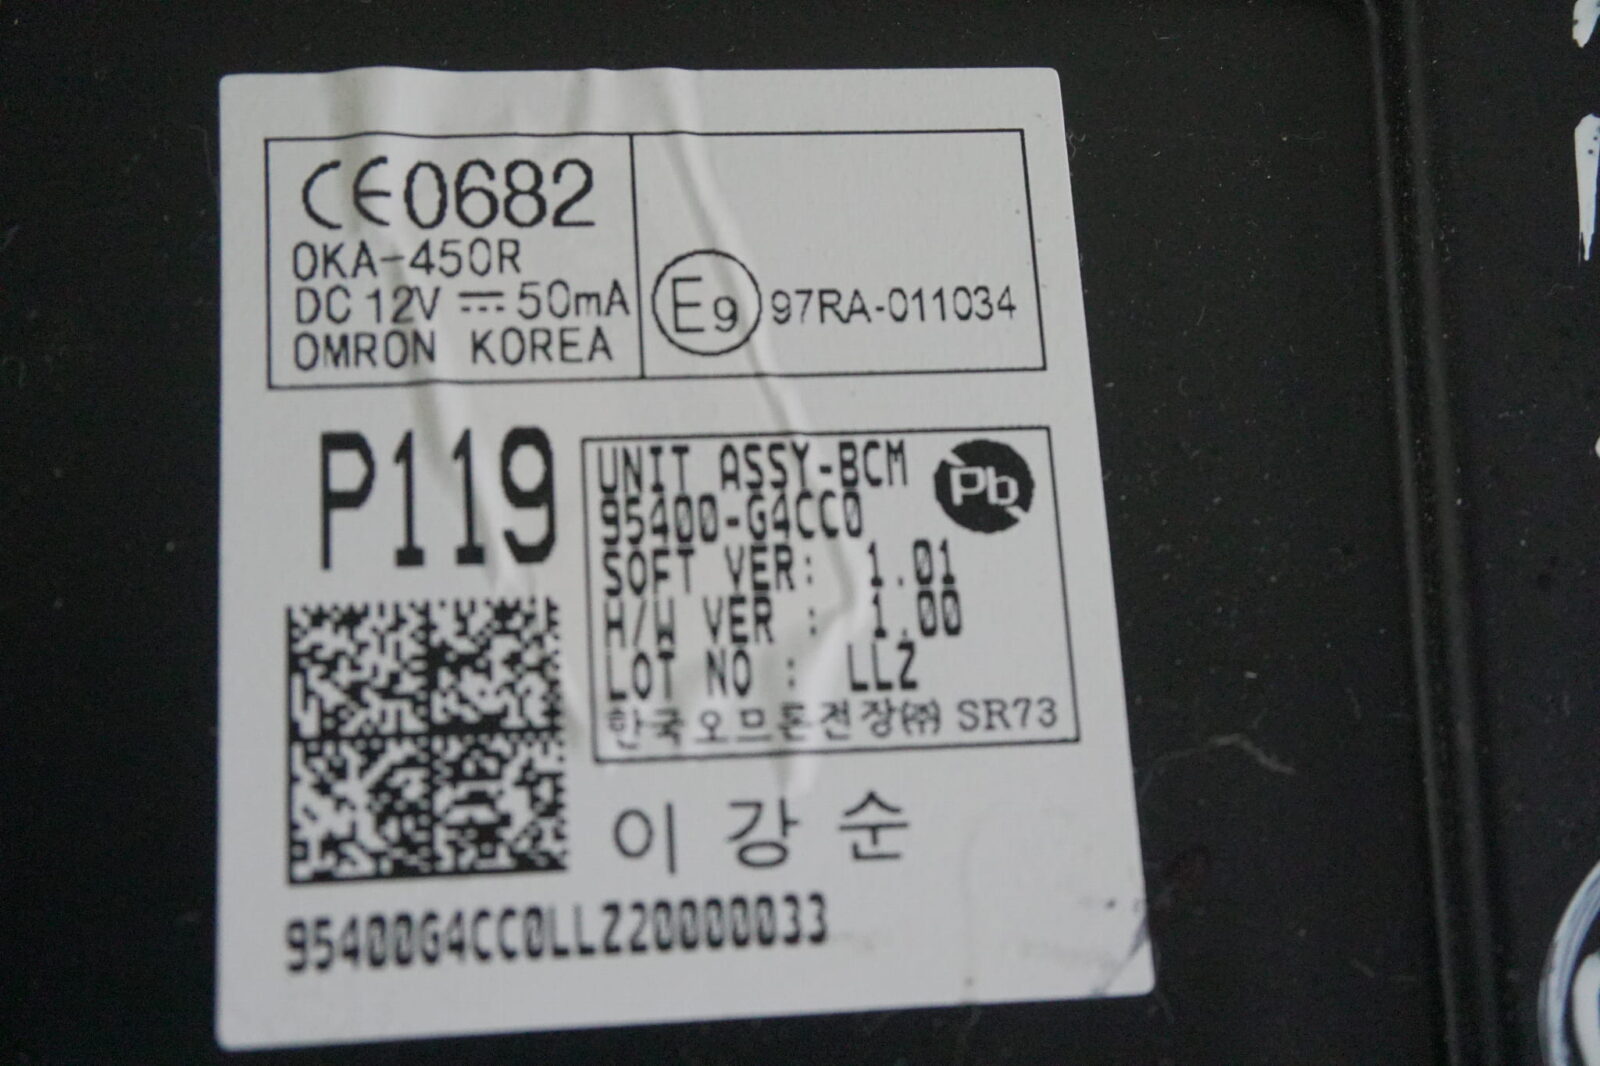 CE0682
OKA-450R
DC 12V ⎓ 50mA
OMRON KOREA
E9 97RA-011034
P119
UNIT ASSY-BCM
Pb
95400-G4CC0
SOFT VER: 1.01
H/W VER : 1.00
LOT NO : LLZ
한국오므론전장㈜ SR73
이강순
95400G4CC0LLZ20000033